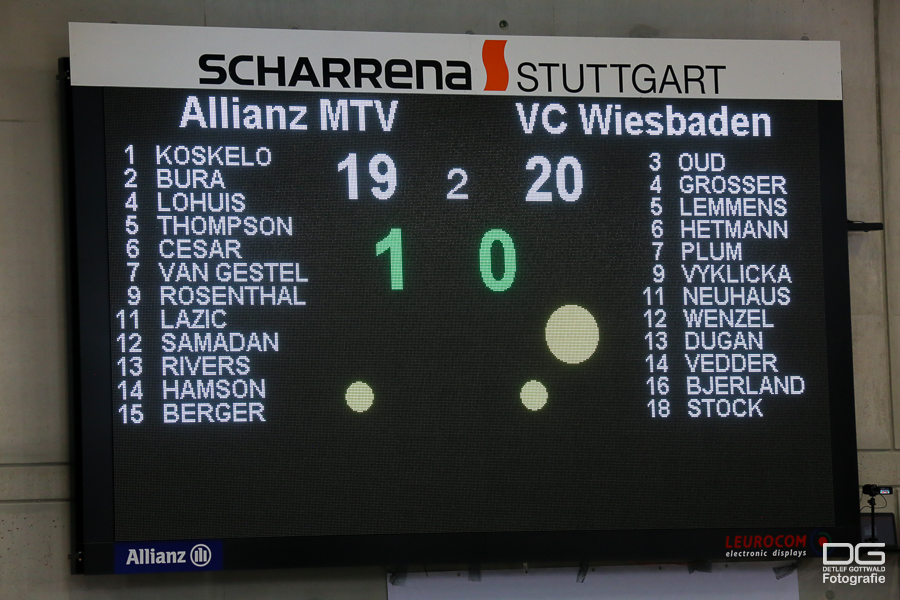 SCHARRENA STUTTGART
Allianz MTV VC Wiesbaden
19 2 20
1 0
1 KOSKELO
2 BURA
4 LOHUIS
5 THOMPSON
6 CESAR
7 VAN GESTEL
9 ROSENTHAL
11 LAZIC
12 SAMADAN
13 RIVERS
14 HAMSON
15 BERGER
3 OUD
4 GROSSER
5 LEMMENS
6 HETMANN
7 PLUM
9 VYKLICKA
11 NEUHAUS
12 WENZEL
13 DUGAN
14 VEDDER
16 BJERLAND
18 STOCK
Allianz
LEUROCOM
electronic displays
DG
DETLEF GOTTWALD
Fotografie